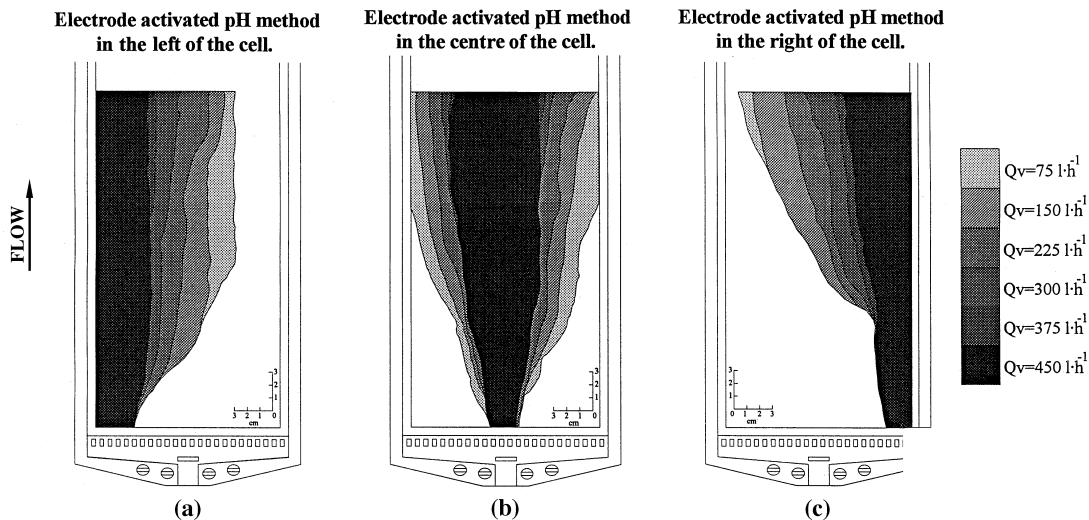 Electrode activated pH method
in the left of the cell.
Electrode activated pH method
in the centre of the cell.
Electrode activated pH method
in the right of the cell.
FLOW
Qv=75 l·h⁻¹
Qv=150 l·h⁻¹
Qv=225 l·h⁻¹
Qv=300 l·h⁻¹
Qv=375 l·h⁻¹
Qv=450 l·h⁻¹
3
2
1
3 2 1 0
cm
3
2
1
3 2 1 0
cm
3
2
1
0 1 2 3
cm
(a)
(b)
(c)